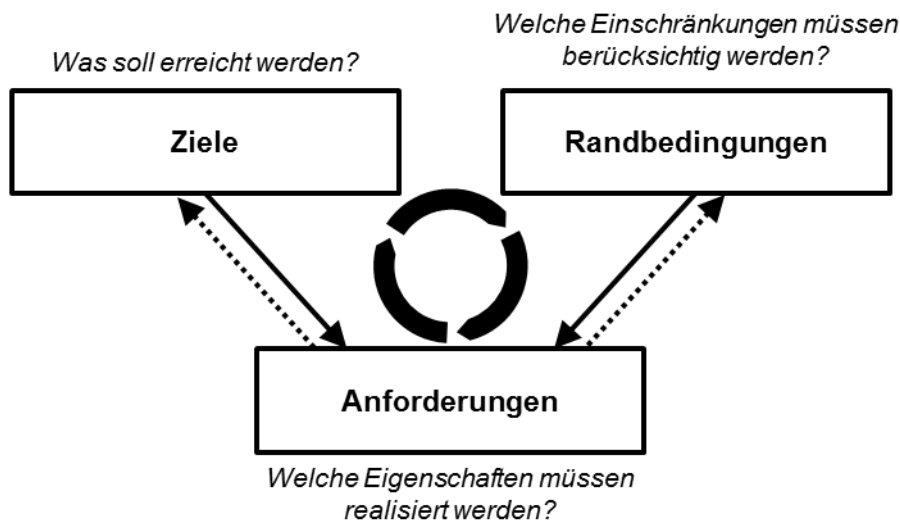 Was soll erreicht werden?
Ziele
Welche Einschränkungen müssen
berücksichtig werden?
Randbedingungen
Anforderungen
Welche Eigenschaften müssen
realisiert werden?